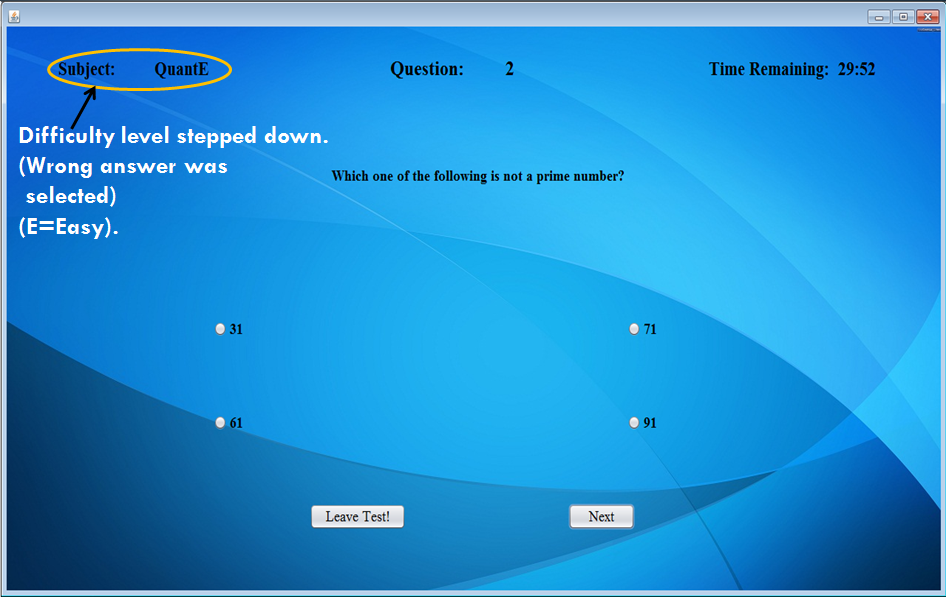 Subject: QuantE Question: 2 Time Remaining: 29:52
Difficulty level stepped down.
(Wrong answer was
selected)
(E=Easy).
Which one of the following is not a prime number?
31 71
61 91
Leave Test! Next